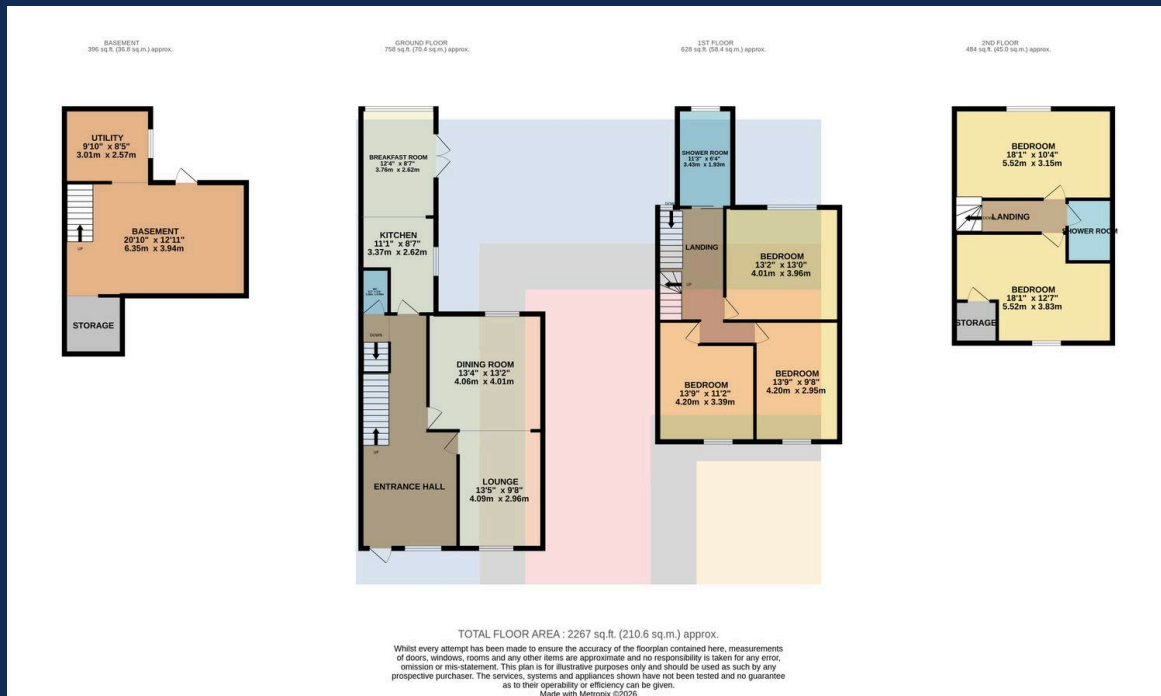 BASEMENT
396 sq.ft. (36.8 sq.m.) approx.
GROUND FLOOR
758 sq.ft. (70.4 sq.m.) approx.
1ST FLOOR
628 sq.ft. (58.4 sq.m.) approx.
2ND FLOOR
484 sq.ft. (45.0 sq.m.) approx.
UTILITY
9'10" x 8'5"
3.01m x 2.57m
BASEMENT
20'10" x 12'11"
6.35m x 3.94m
UP
STORAGE
BREAKFAST ROOM
12'4" x 8'7"
3.76m x 2.62m
KITCHEN
11'1" x 8'7"
3.37m x 2.62m
DOWN
DINING ROOM
13'4" x 13'2"
4.06m x 4.01m
UP
ENTRANCE HALL
LOUNGE
13'5" x 9'8"
4.09m x 2.96m
SHOWER ROOM
11'3" x 6'4"
3.43m x 1.93m
DOWN
LANDING
BEDROOM
13'2" x 13'0"
4.01m x 3.96m
UP
BEDROOM
13'9" x 11'2"
4.20m x 3.39m
BEDROOM
13'9" x 9'8"
4.20m x 2.95m
BEDROOM
18'1" x 10'4"
5.52m x 3.15m
LANDING
SHOWER ROOM
BEDROOM
18'1" x 12'7"
5.52m x 3.83m
STORAGE
TOTAL FLOOR AREA : 2267 sq.ft. (210.6 sq.m.) approx.
Whilst every attempt has been made to ensure the accuracy of the floorplan contained here, measurements
of doors, windows, rooms and any other items are approximate and no responsibility is taken for any error,
omission or mis-statement. This plan is for illustrative purposes only and should be used as such by any
prospective purchaser. The services, systems and appliances shown have not been tested and no guarantee
as to their operability or efficiency can be given.
Made with Metropix ©2026